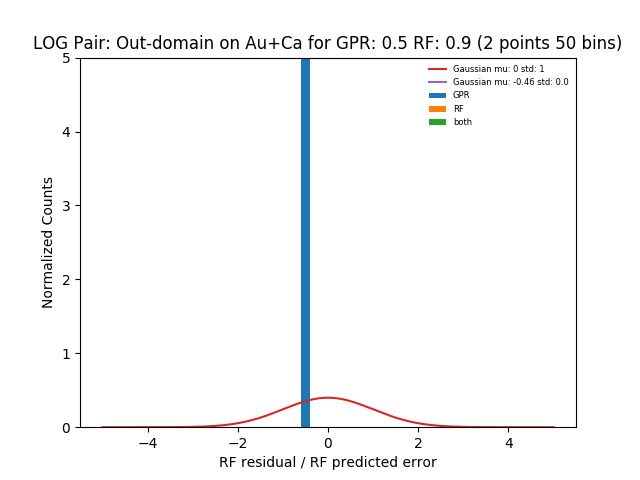 LOG Pair: Out-domain on Au+Ca for GPR: 0.5 RF: 0.9 (2 points 50 bins)
Gaussian mu: 0 std: 1
Gaussian mu: -0.46 std: 0.0
GPR
RF
both
Normalized Counts
5
4
3
2
1
0
−4
−2
0
2
4
RF residual / RF predicted error